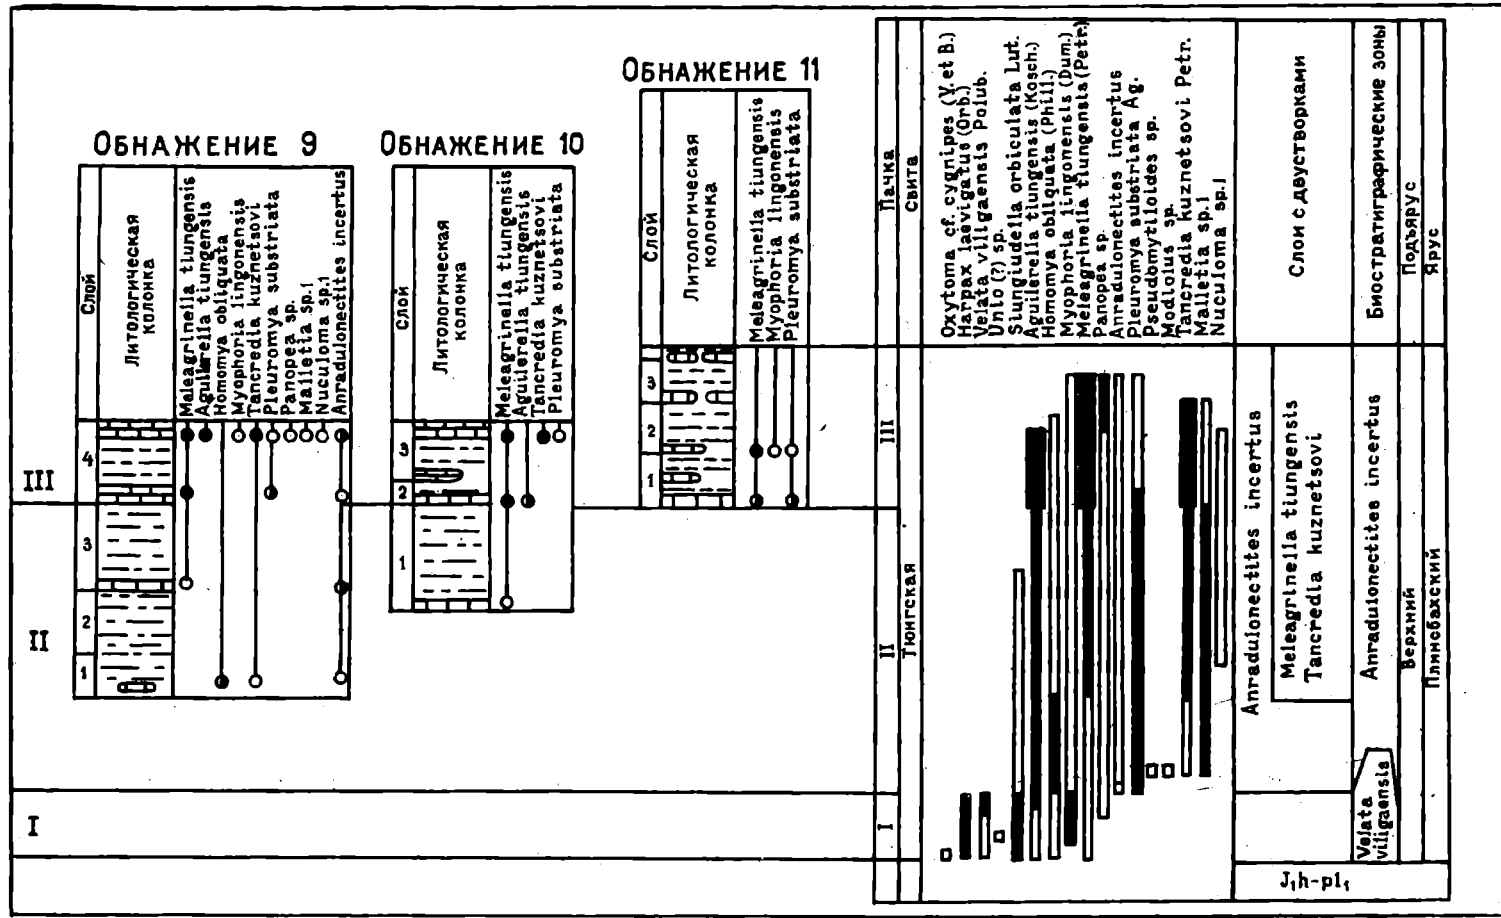 ОБНАЖЕНИЕ 9
Слой
Литологическая
колонка
Meleagrinella tiungensis
Aguilerella tiungensis
Homomya obliquata
Myophoria lingonensis
Tancredia kuznetsovi
Pleuromya substriata
Panopea sp.
Malletia sp.1
Nuculoma sp.1
Anradulonectites incertus
4
3
2
1
ОБНАЖЕНИЕ 10
Слой
Литологическая
колонка
Meleagrinella tiungensis
Aguilerella tiungensis
Tancredia kuznetsovi
Pleuromya substriata
3
2
1
ОБНАЖЕНИЕ 11
Слой
Литологическая
колонка
Meleagrinella tiungensis
Myophoria lingonensis
Pleuromya substriata
3
2
1
III
II
I
Пачка
Свита
III
II
I
Тюнгская
Oxytoma cf. cygnipes (Y. et B.)
Harpax laevigatus (Orb.)
Velata viligaensis Polub.
Unio (?) sp.
Siungiudella orbiculata Lut.
Aguilerella tiungensis (Kosch.)
Homomya obliquata (Phill.)
Myophoria lingonensis (Dum.)
Meleagrinella tiungensis (Petr.)
Panopea sp.
Anradulonectites incertus
Pleuromya substriata Ag.
Pseudomytiloides sp.
Modiolus sp.
Tancredia kuznetsovi Petr.
Malletia sp.1
Nuculoma sp.1
Слои с двустворками
Anradulonectites incertus
Meleagrinella tiungensis
Tancredia kuznetsovi
Биостратиграфические зоны
Anradulonectites incertus
Velata
viligaensis
Подъярус
Верхний
Ярус
Плинсбахский
J₁h-pl₁